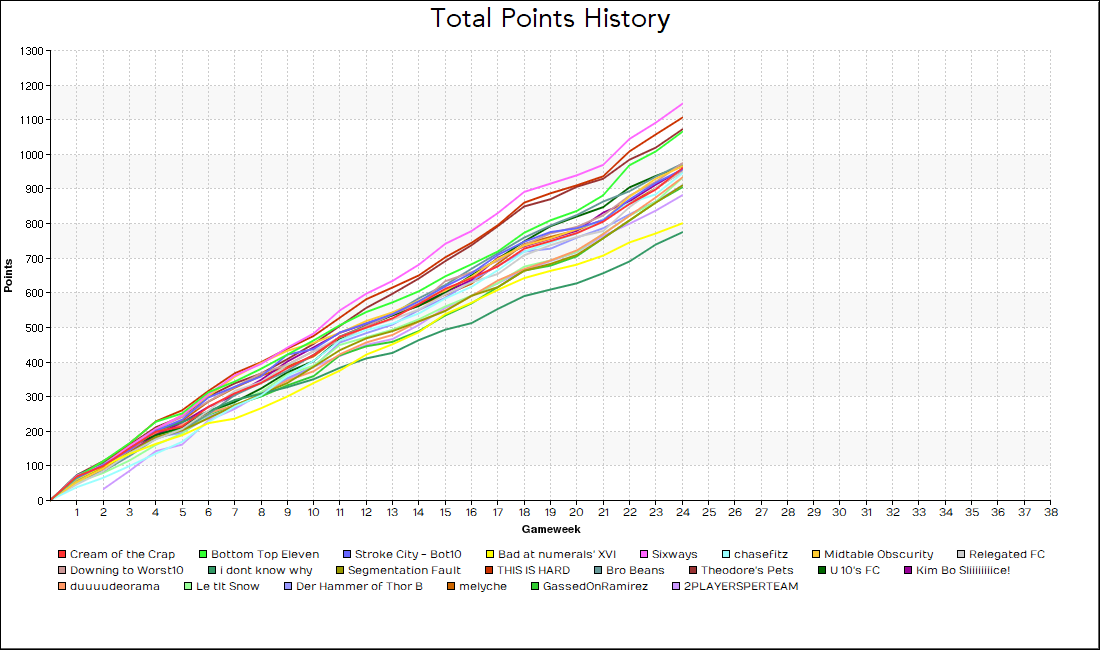 Total Points History
1300
1200
1100
1000
900
800
700
600
500
400
300
200
100
0
Points
1 2 3 4 5 6 7 8 9 10 11 12 13 14 15 16 17 18 19 20 21 22 23 24 25 26 27 28 29 30 31 32 33 34 35 36 37 38
Gameweek
Cream of the Crap Bottom Top Eleven Stroke City - Bot10 Bad at numerals' XVI Sixways chasefitz Midtable Obscurity Relegated FC
Downing to Worst10 i dont know why Segmentation Fault THIS IS HARD Bro Beans Theodore's Pets U 10's FC Kim Bo Sliiiiiiiice!
duuuudeorama Le tit Snow Der Hammer of Thor B melyche GassedOnRamirez 2PLAYERSPERTEAM